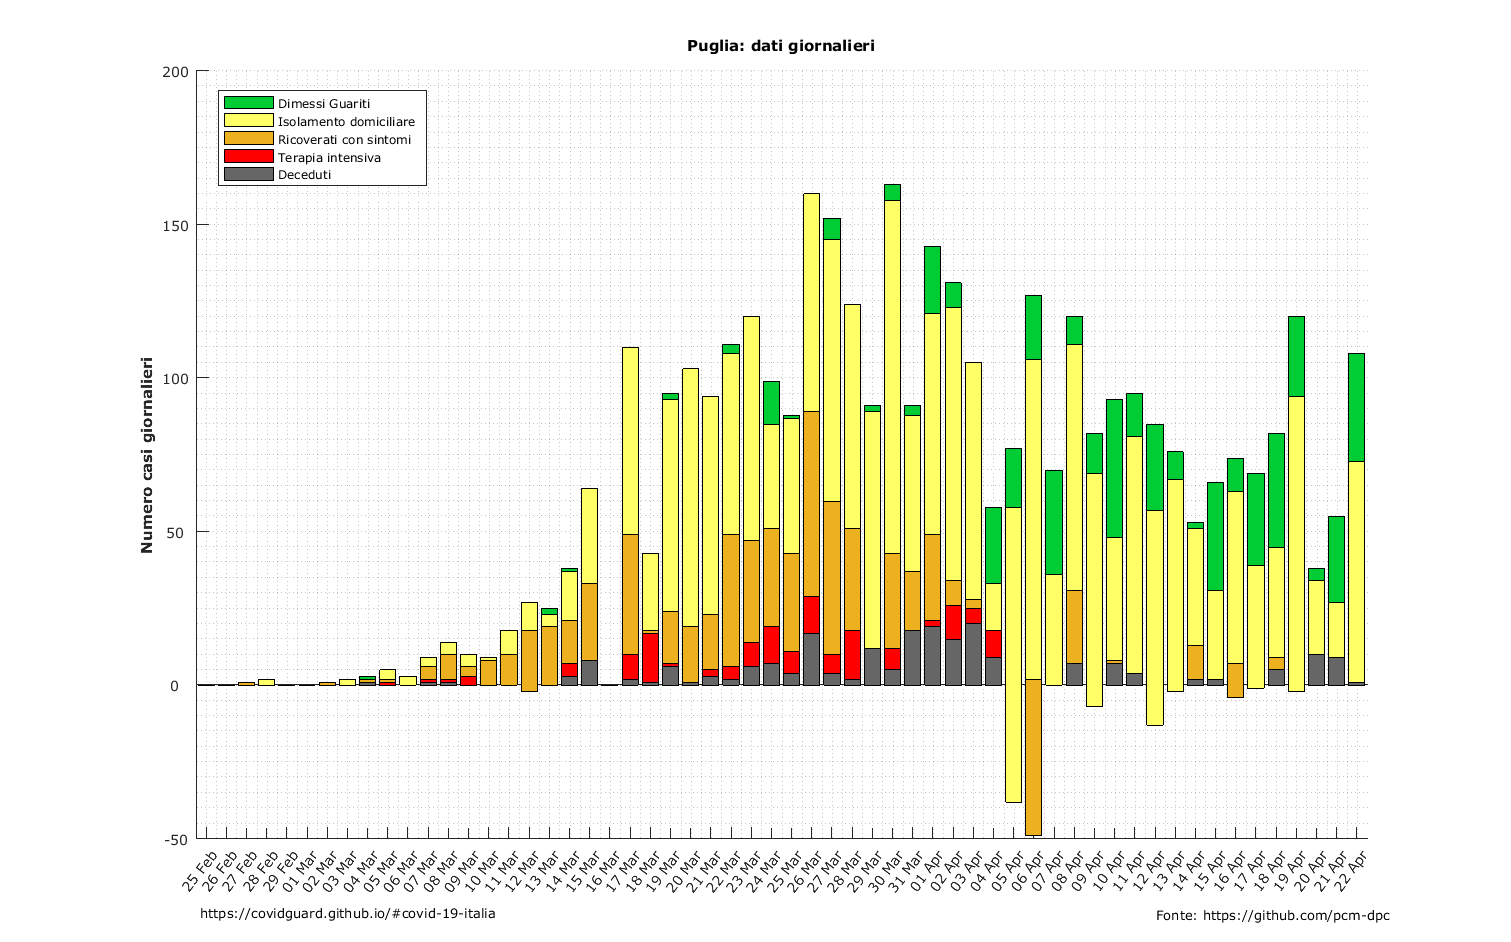 Puglia: dati giornalieri
200
150
100
50
0
-50
Numero casi giornalieri
Dimessi Guariti
Isolamento domiciliare
Ricoverati con sintomi
Terapia intensiva
Deceduti
25 Feb
26 Feb
27 Feb
28 Feb
29 Feb
01 Mar
02 Mar
03 Mar
04 Mar
05 Mar
06 Mar
07 Mar
08 Mar
09 Mar
10 Mar
11 Mar
12 Mar
13 Mar
14 Mar
15 Mar
16 Mar
17 Mar
18 Mar
19 Mar
20 Mar
21 Mar
22 Mar
23 Mar
24 Mar
25 Mar
26 Mar
27 Mar
28 Mar
29 Mar
30 Mar
31 Mar
01 Apr
02 Apr
03 Apr
04 Apr
05 Apr
06 Apr
07 Apr
08 Apr
09 Apr
10 Apr
11 Apr
12 Apr
13 Apr
14 Apr
15 Apr
16 Apr
17 Apr
18 Apr
19 Apr
20 Apr
21 Apr
22 Apr
https://covidguard.github.io/#covid-19-italia
Fonte: https://github.com/pcm-dpc